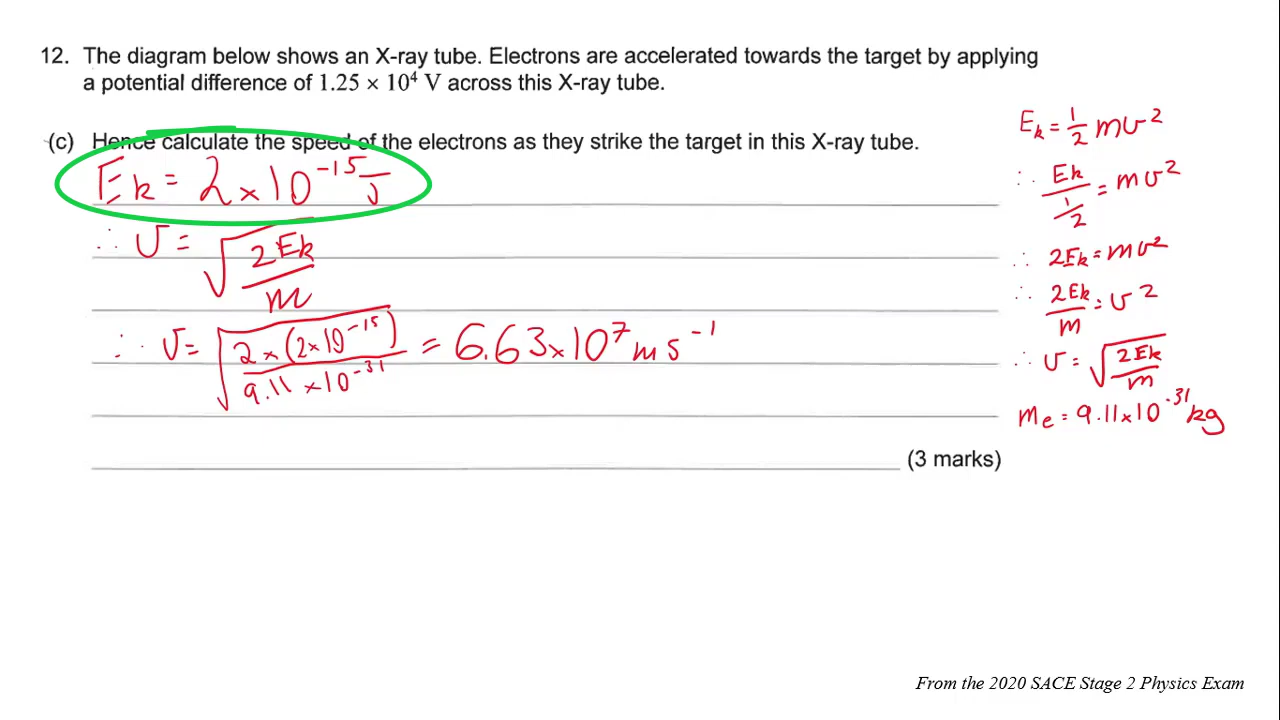 12. The diagram below shows an X-ray tube. Electrons are accelerated towards the target by applying
a potential difference of 1.25 × 10⁴ V across this X-ray tube.
(c) Hence calculate the speed of the electrons as they strike the target in this X-ray tube.
Ek = 2 × 10⁻¹⁵ J
∴ v = √(2Ek/m)
∴ v = √(2 × (2×10⁻¹⁵)/9.11 × 10⁻³¹) = 6.63 × 10⁷ ms⁻¹
(3 marks)
Ek = 1/2 mv²
∴ Ek/(1/2) = mv²
∴ 2Ek = mv²
∴ 2Ek/m = v²
∴ v = √(2Ek/m)
me = 9.11 × 10⁻³¹ kg
From the 2020 SACE Stage 2 Physics Exam